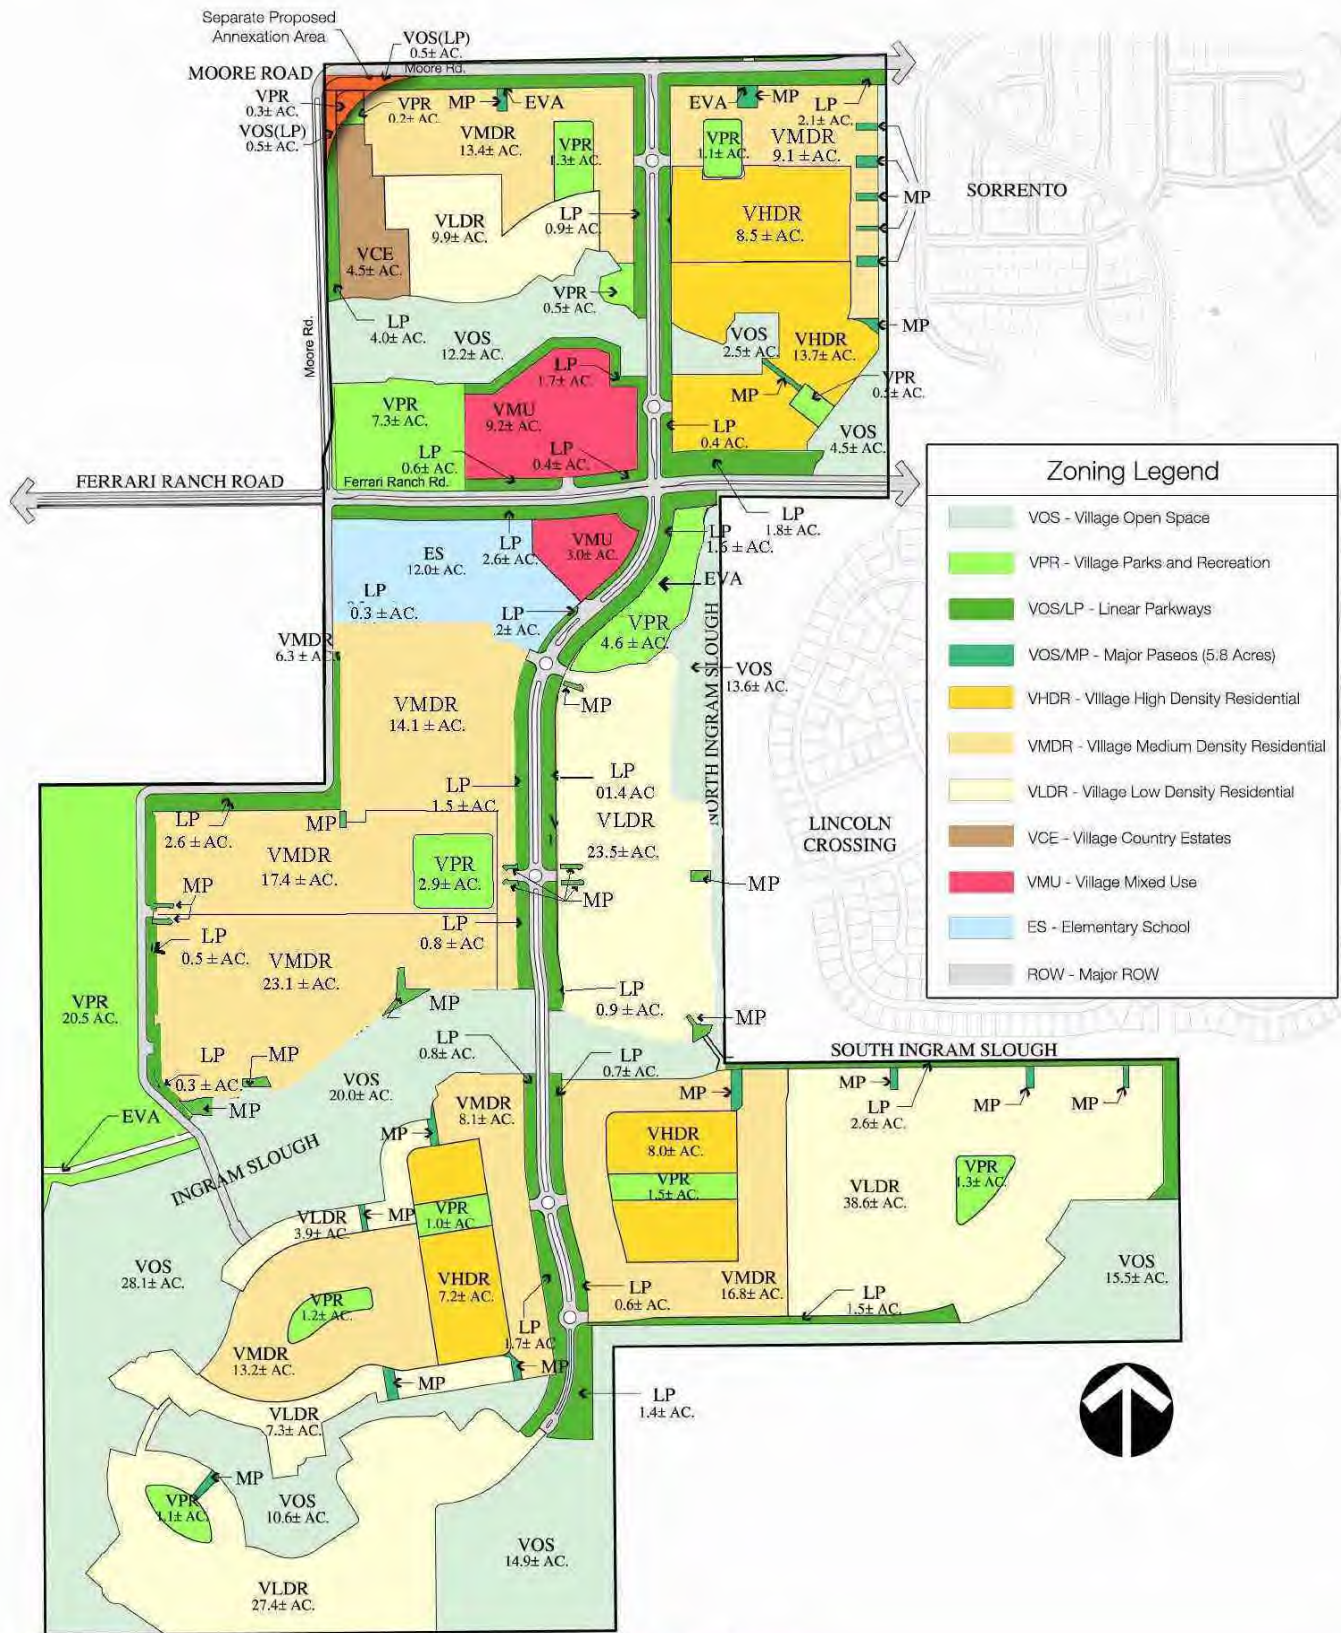 Separate Proposed
Annexation Area
VOS(LP)
0.5± AC.
MOORE ROAD
Moore Rd.
VPR
0.3± AC.
VPR
0.2± AC.
MP
EVA
EVA
MP
LP
2.1± AC.
VOS(LP)
0.5± AC.
VMDR
13.4± AC.
VPR
1.3± AC.
VPR
1.1± AC.
VMDR
9.1 ± AC.
MP
SORRENTO
VLDR
9.9± AC.
LP
0.9± AC.
VHDR
8.5 ± AC.
VCE
4.5± AC.
VPR
0.5± AC.
LP
4.0± AC.
Moore Rd.
VOS
12.2± AC.
VOS
2.5± AC.
VHDR
13.7± AC.
MP
LP
1.7± AC.
MP
VPR
0.5± AC.
VPR
7.3± AC.
VMU
9.2± AC.
LP
0.4 AC.
VOS
4.5± AC.
LP
0.6± AC.
LP
0.4± AC.
FERRARI RANCH ROAD
Ferrari Ranch Rd.
LP
1.8± AC.
ES
12.0± AC.
LP
2.6± AC.
VMU
3.0± AC.
LP
1.6 ± AC.
EVA
LP
0.3 ± AC.
LP
.2± AC.
VPR
4.6 ± AC.
VMDR
6.3 ± AC.
NORTH INGRAM SLOUGH
VOS
13.6± AC.
VMDR
14.1 ± AC.
MP
LP
1.5± AC
LP
01.4 AC
LP
2.6 ± AC.
MP
VLDR
23.5± AC.
LINCOLN
CROSSING
VMDR
17.4 ± AC.
VPR
2.9± AC.
MP
MP
MP
LP
0.5 ± AC.
LP
0.8 ± AC
VMDR
23.1 ± AC.
VPR
20.5 AC.
MP
LP
0.9 ± AC.
MP
LP
0.3 ± AC.
MP
MP
EVA
VOS
20.0± AC.
LP
0.8± AC.
LP
0.7± AC.
SOUTH INGRAM SLOUGH
INGRAM SLOUGH
MP
VMDR
8.1± AC.
MP
MP
LP
2.6± AC.
MP
MP
VHDR
8.0± AC.
VPR
1.5± AC.
VLDR
38.6± AC.
VPR
1.3± AC.
VLDR
3.9± AC.
MP
VPR
1.0± AC.
VOS
28.1± AC.
VHDR
7.2± AC.
LP
0.6± AC.
VMDR
16.8± AC.
LP
1.5± AC.
VOS
15.5± AC.
VPR
1.2± AC.
LP
1.7± AC
VMDR
13.2± AC.
MP
MP
LP
1.4± AC.
VLDR
7.3± AC.
MP
VPR
1.1± AC.
VOS
10.6± AC.
VOS
14.9± AC.
VLDR
27.4± AC.
Zoning Legend
VOS - Village Open Space
VPR - Village Parks and Recreation
VOS/LP - Linear Parkways
VOS/MP - Major Paseos (5.8 Acres)
VHDR - VIllage High Density Residential
VMDR - VIllage Medium Density Residential
VLDR - Village Low Density Residential
VCE - Village Country Estates
VMU - Village Mixed Use
ES - Elementary School
ROW - Major ROW